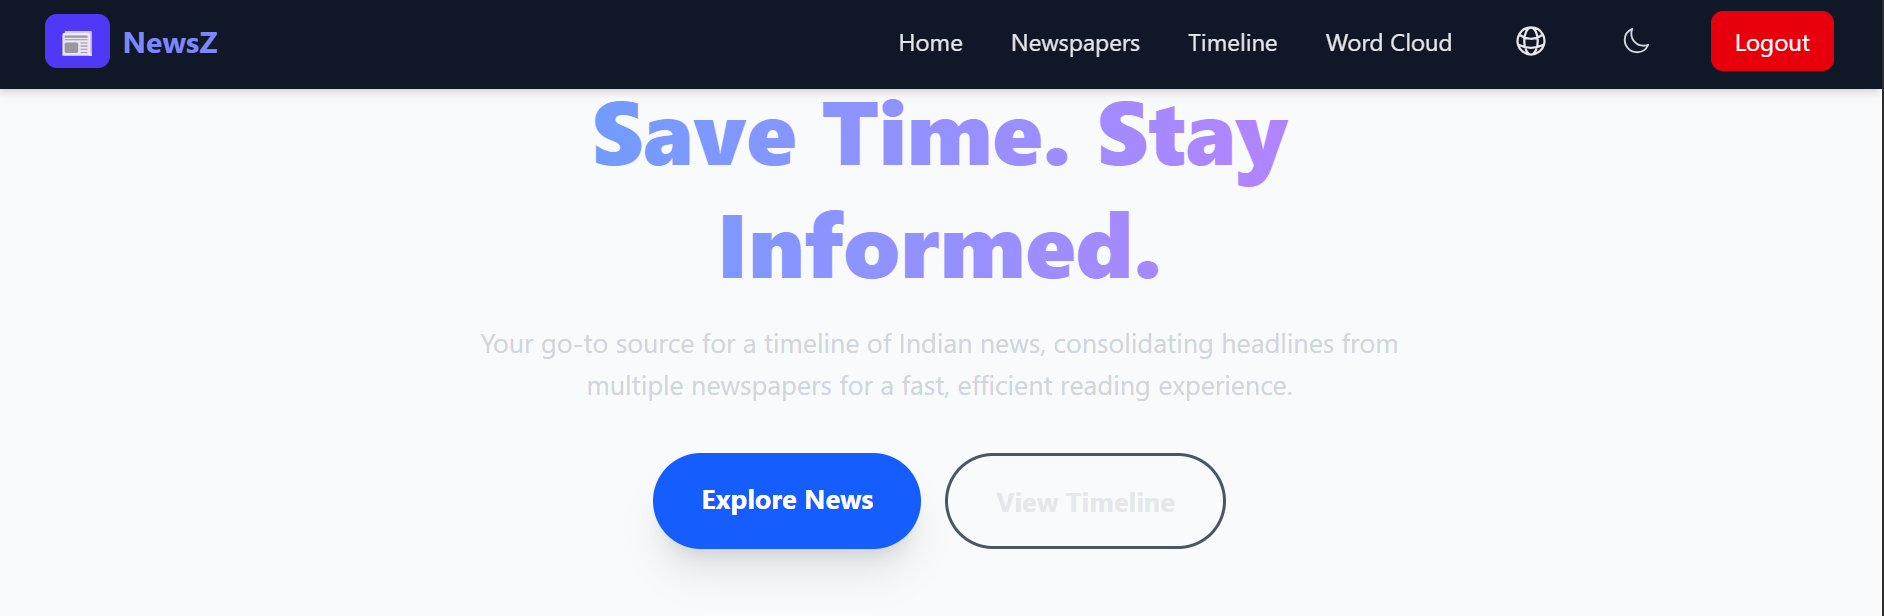 NewsZ
Home
Newspapers
Timeline
Word Cloud
Logout
Save Time. Stay
Informed.
Your go-to source for a timeline of Indian news, consolidating headlines from
multiple newspapers for a fast, efficient reading experience.
Explore News
View Timeline